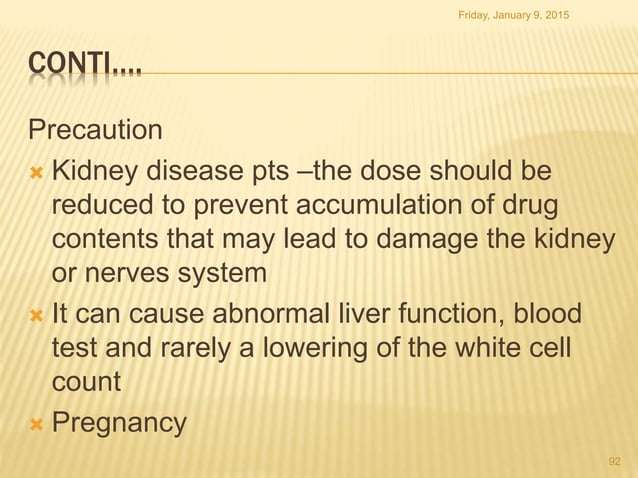 Friday, January 9, 2015
CONTI....
Precaution
Kidney disease pts –the dose should be
reduced to prevent accumulation of drug
contents that may lead to damage the kidney
or nerves system
It can cause abnormal liver function, blood
test and rarely a lowering of the white cell
count
Pregnancy
92